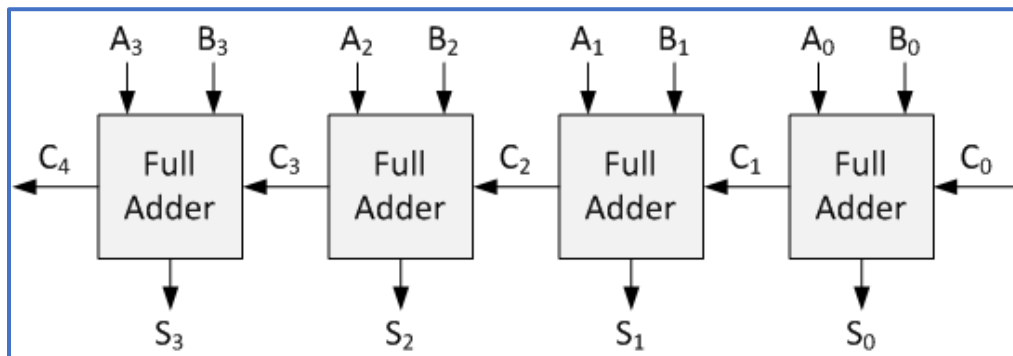 A₃ B₃ A₂ B₂ A₁ B₁ A₀ B₀
C₄ Full Adder C₃ Full Adder C₂ Full Adder C₁ Full Adder C₀
S₃ S₂ S₁ S₀